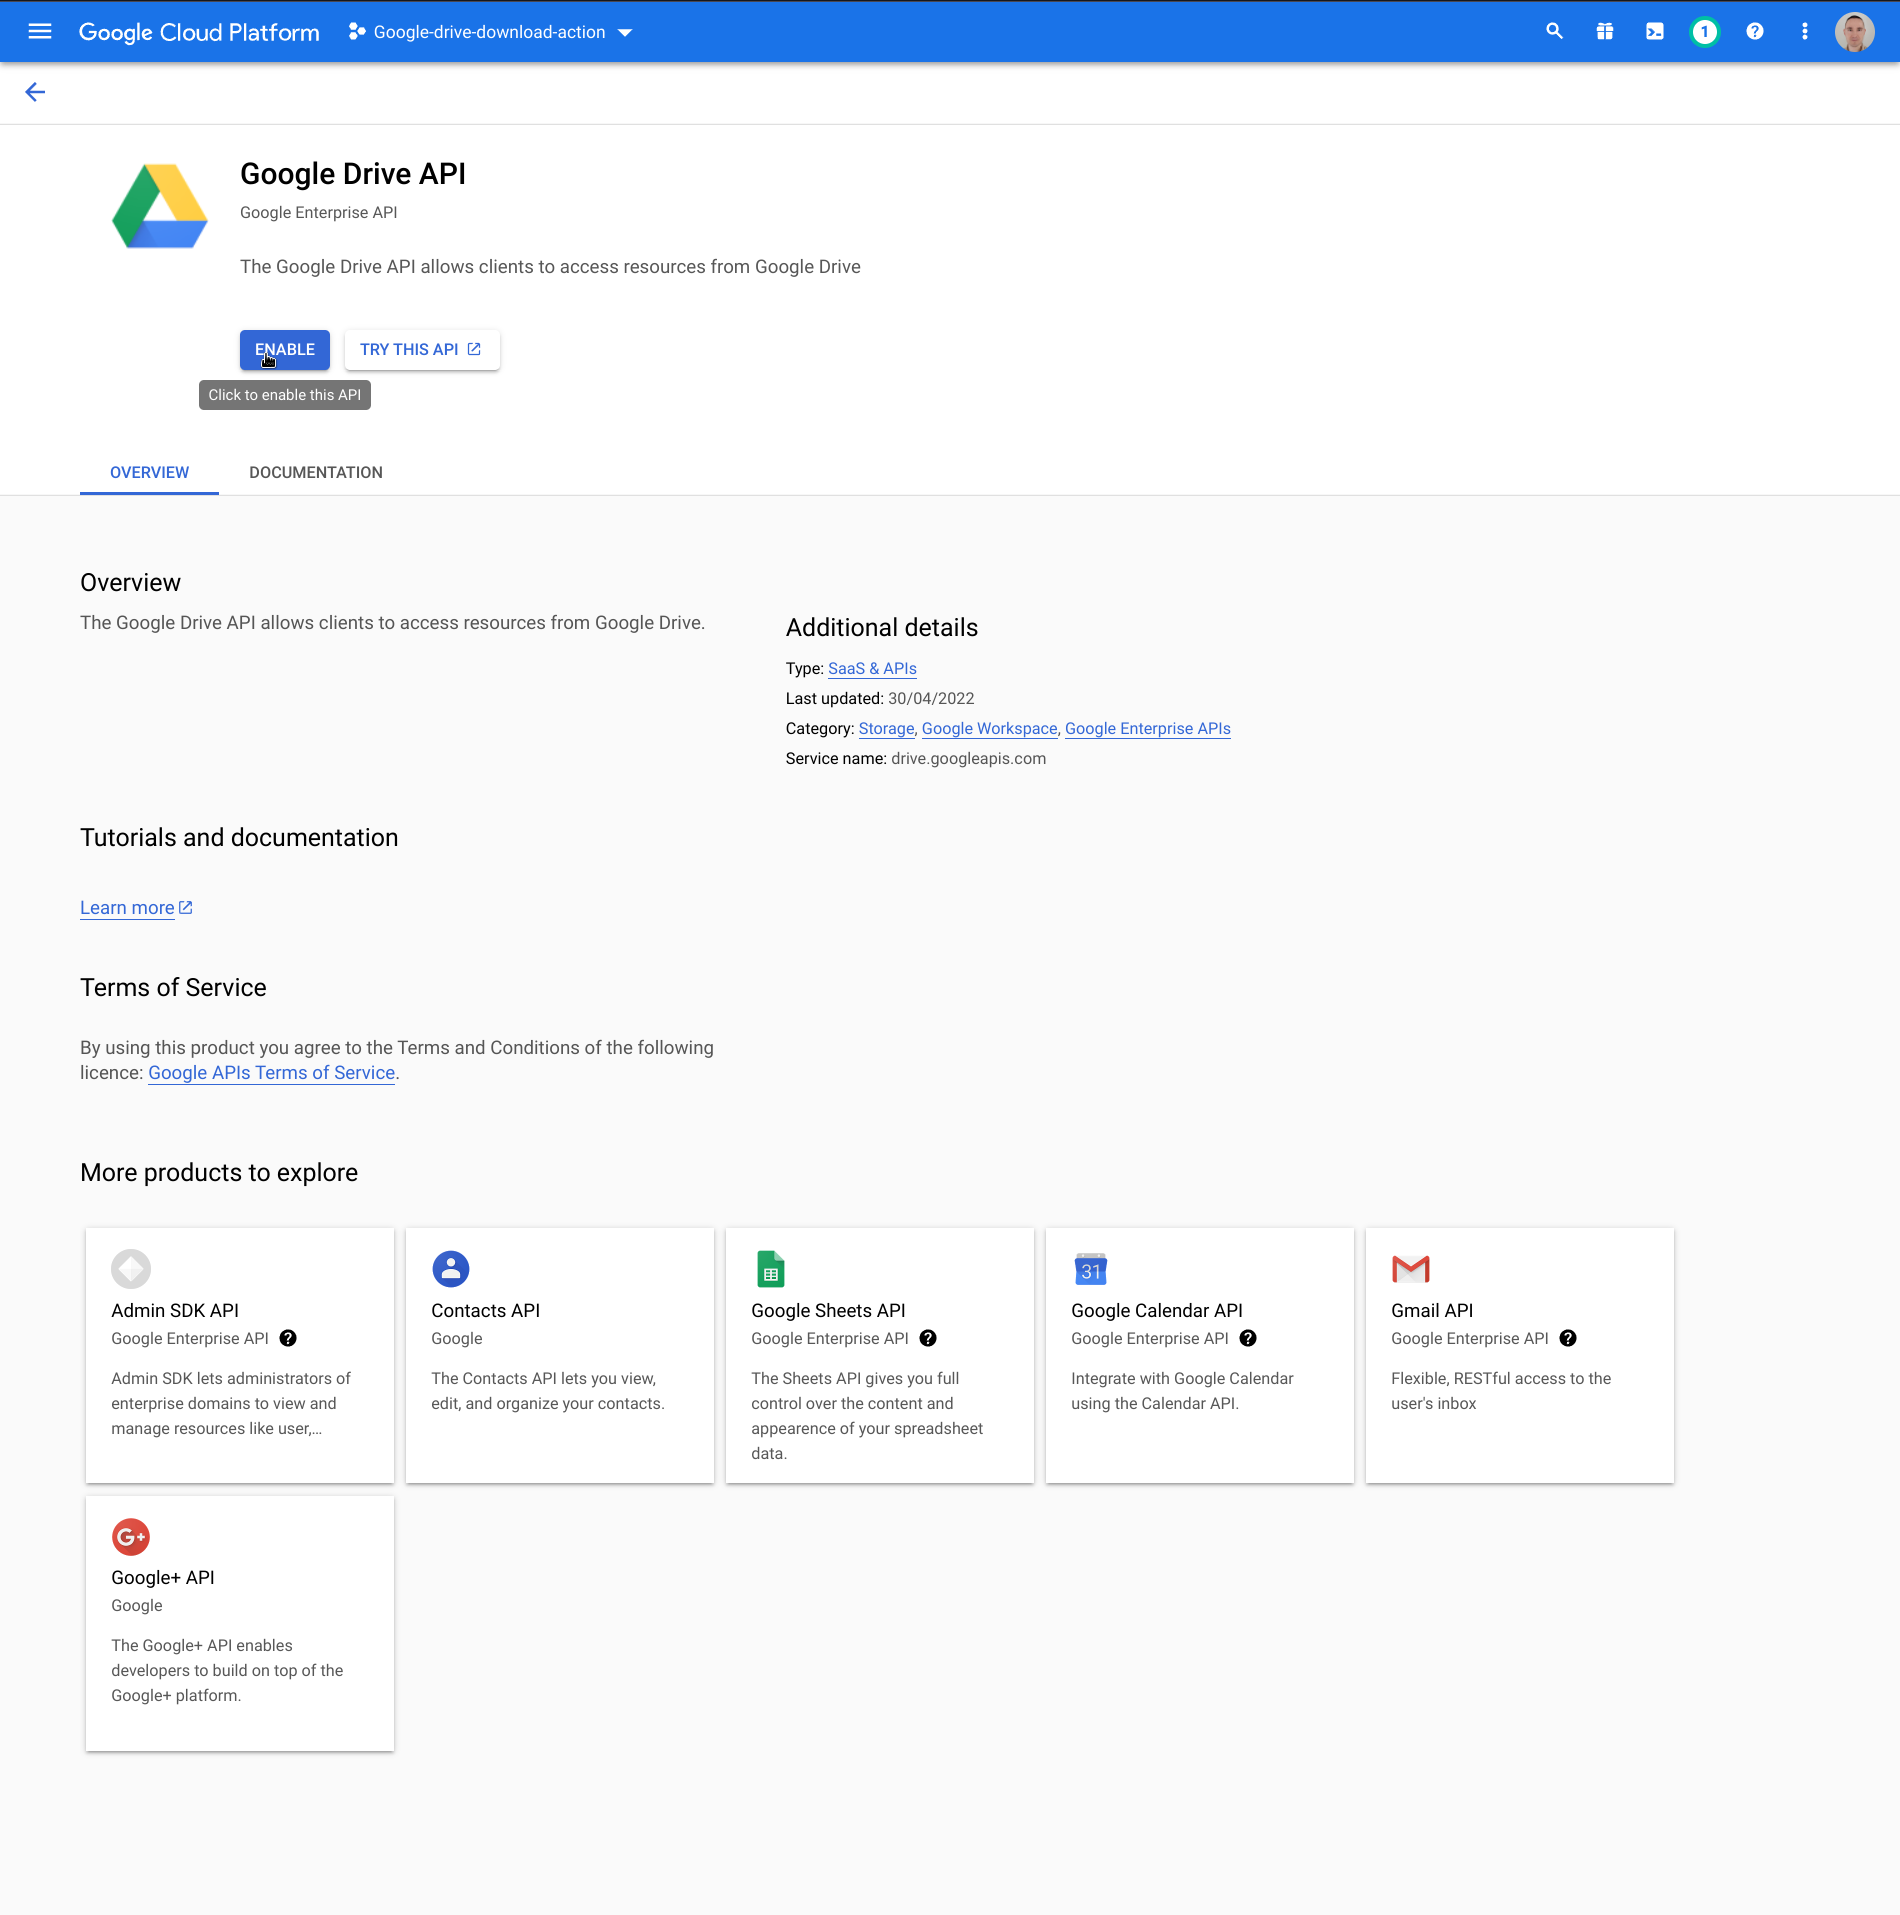 Google Cloud Platform
Google-drive-download-action
1
Google Drive API
Google Enterprise API
The Google Drive API allows clients to access resources from Google Drive
ENABLE
TRY THIS API
Click to enable this API
OVERVIEW
DOCUMENTATION
Overview
The Google Drive API allows clients to access resources from Google Drive.
Additional details
Type: SaaS & APIs
Last updated: 30/04/2022
Category: Storage, Google Workspace, Google Enterprise APIs
Service name: drive.googleapis.com
Tutorials and documentation
Learn more
Terms of Service
By using this product you agree to the Terms and Conditions of the following
licence: Google APIs Terms of Service.
More products to explore
Admin SDK API
Google Enterprise API
Admin SDK lets administrators of
enterprise domains to view and
manage resources like user,...
Contacts API
Google
The Contacts API lets you view,
edit, and organize your contacts.
Google Sheets API
Google Enterprise API
The Sheets API gives you full
control over the content and
appearence of your spreadsheet
data.
31
Google Calendar API
Google Enterprise API
Integrate with Google Calendar
using the Calendar API.
Gmail API
Google Enterprise API
Flexible, RESTful access to the
user's inbox
G+
Google+ API
Google
The Google+ API enables
developers to build on top of the
Google+ platform.